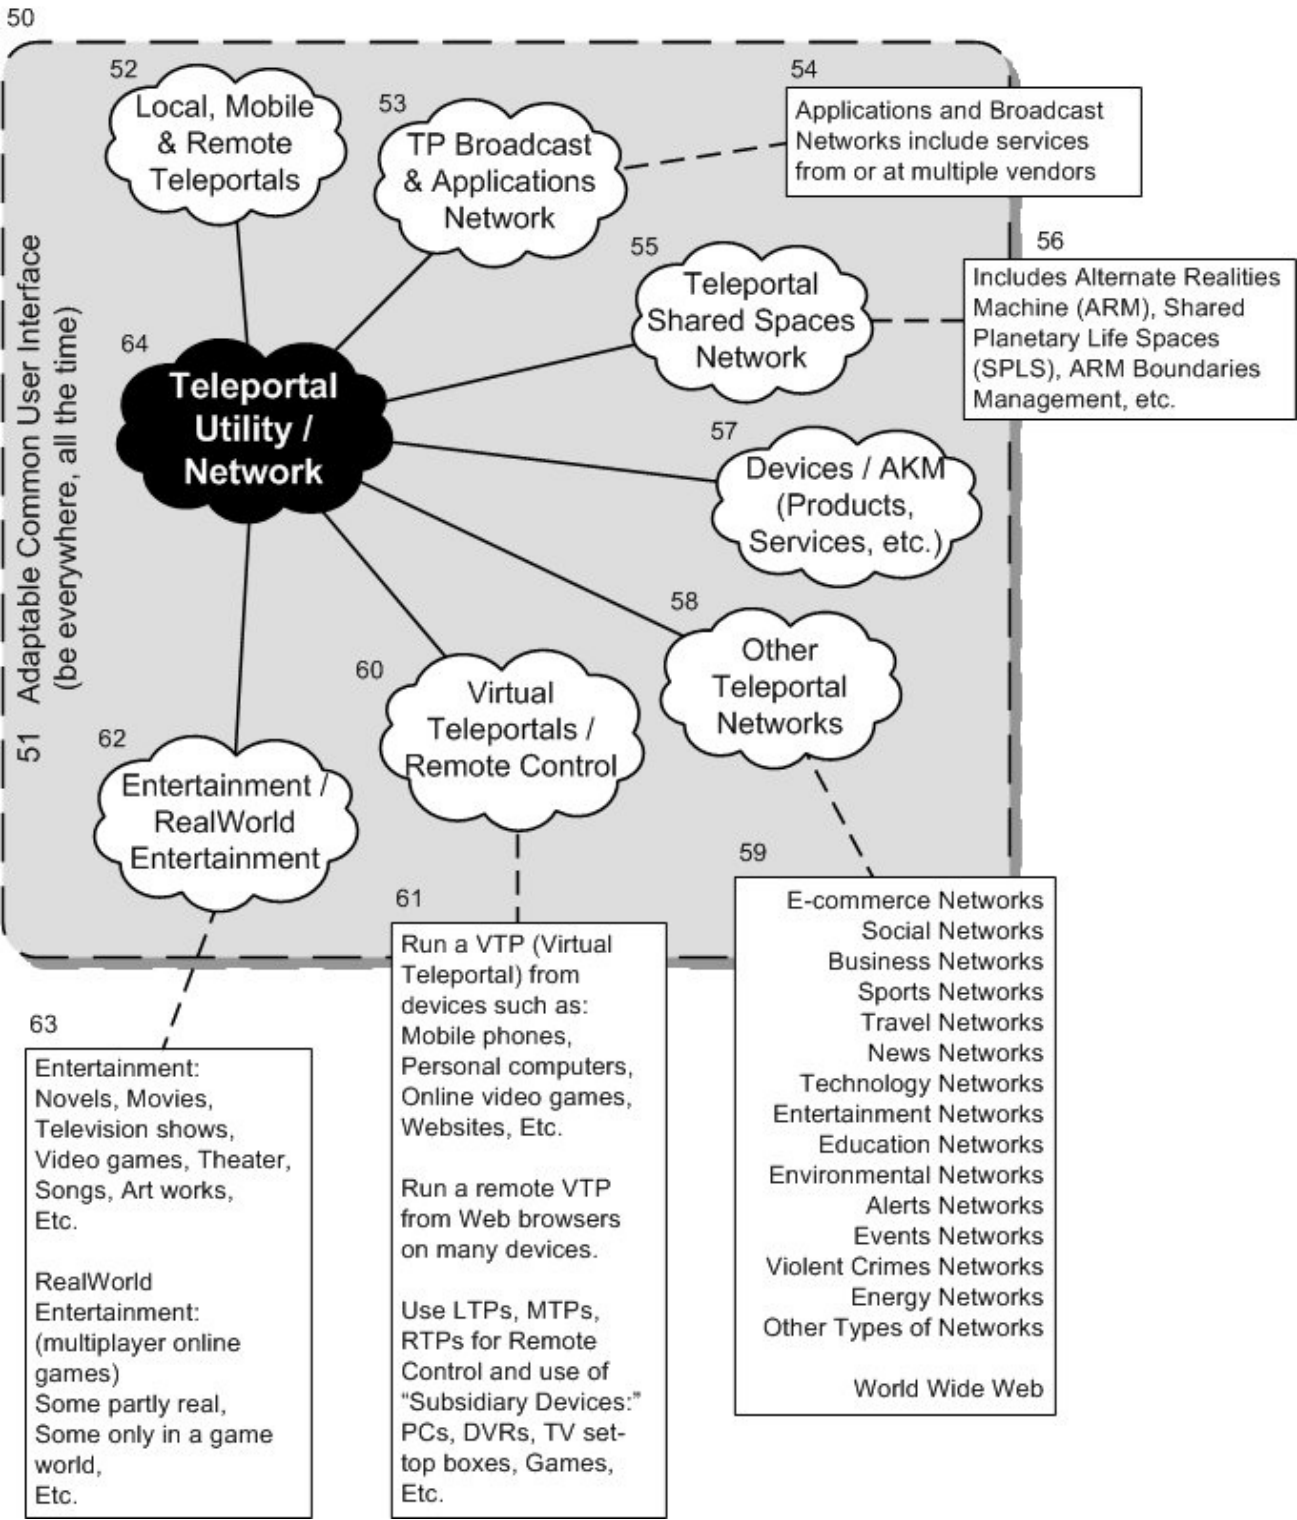 50
52
Local, Mobile
& Remote
Teleportals
53
TP Broadcast
& Applications
Network
54
Applications and Broadcast
Networks include services
from or at multiple vendors
55
Teleportal
Shared Spaces
Network
56
Includes Alternate Realities
Machine (ARM), Shared
Planetary Life Spaces
(SPLS), ARM Boundaries
Management, etc.
51 Adaptable Common User Interface
(be everywhere, all the time)
64
Teleportal
Utility /
Network
57
Devices / AKM
(Products,
Services, etc.)
58
Other
Teleportal
Networks
60
Virtual
Teleportals /
Remote Control
62
Entertainment /
RealWorld
Entertainment
59
E-commerce Networks
Social Networks
Business Networks
Sports Networks
Travel Networks
News Networks
Technology Networks
Entertainment Networks
Education Networks
Environmental Networks
Alerts Networks
Events Networks
Violent Crimes Networks
Energy Networks
Other Types of Networks
World Wide Web
61
Run a VTP (Virtual
Teleportal) from
devices such as:
Mobile phones,
Personal computers,
Online video games,
Websites, Etc.
Run a remote VTP
from Web browsers
on many devices.
Use LTPs, MTPs,
RTPs for Remote
Control and use of
“Subsidiary Devices:”
PCs, DVRs, TV set-
top boxes, Games,
Etc.
63
Entertainment:
Novels, Movies,
Television shows,
Video games, Theater,
Songs, Art works,
Etc.
RealWorld
Entertainment:
(multiplayer online
games)
Some partly real,
Some only in a game
world,
Etc.